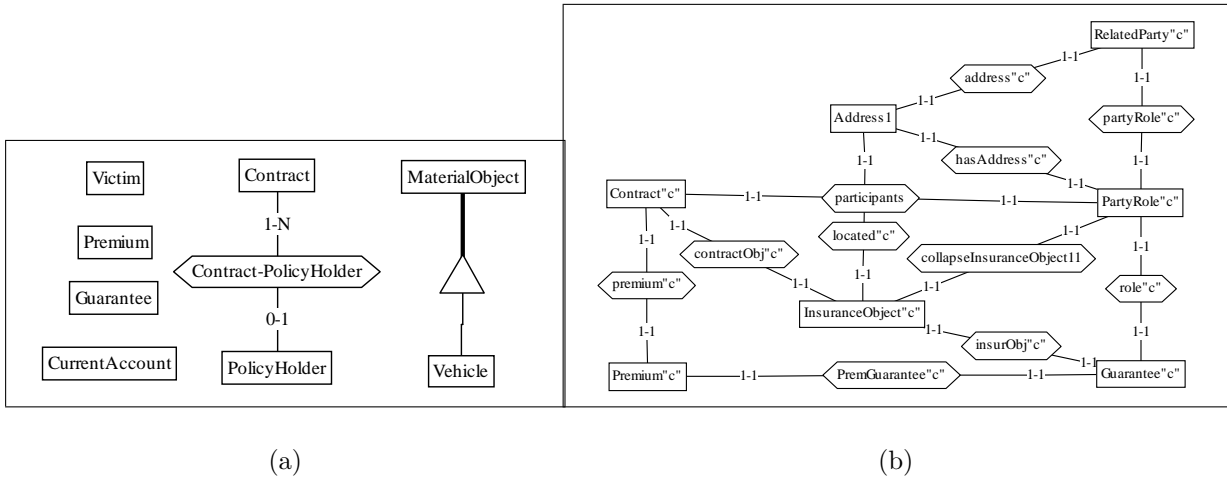 Victim
Contract
MaterialObject
1-N
Premium
Contract-PolicyHolder
Guarantee
0-1
CurrentAccount
PolicyHolder
Vehicle
(a)
RelatedParty"c"
1-1
1-1
address"c"
1-1
Address1
partyRole"c"
1-1
1-1
hasAddress"c"
1-1
1-1
1-1
Contract"c"
1-1
participants
1-1
PartyRole"c"
1-1
1-1
located"c"
1-1
1-1
contractObj"c"
collapseInsuranceObject11
premium"c"
1-1
1-1
1-1
role"c"
InsuranceObject"c"
1-1
1-1
insurObj"c"
1-1
1-1
Premium"c"
1-1
PremGuarantee"c"
1-1
Guarantee"c"
(b)